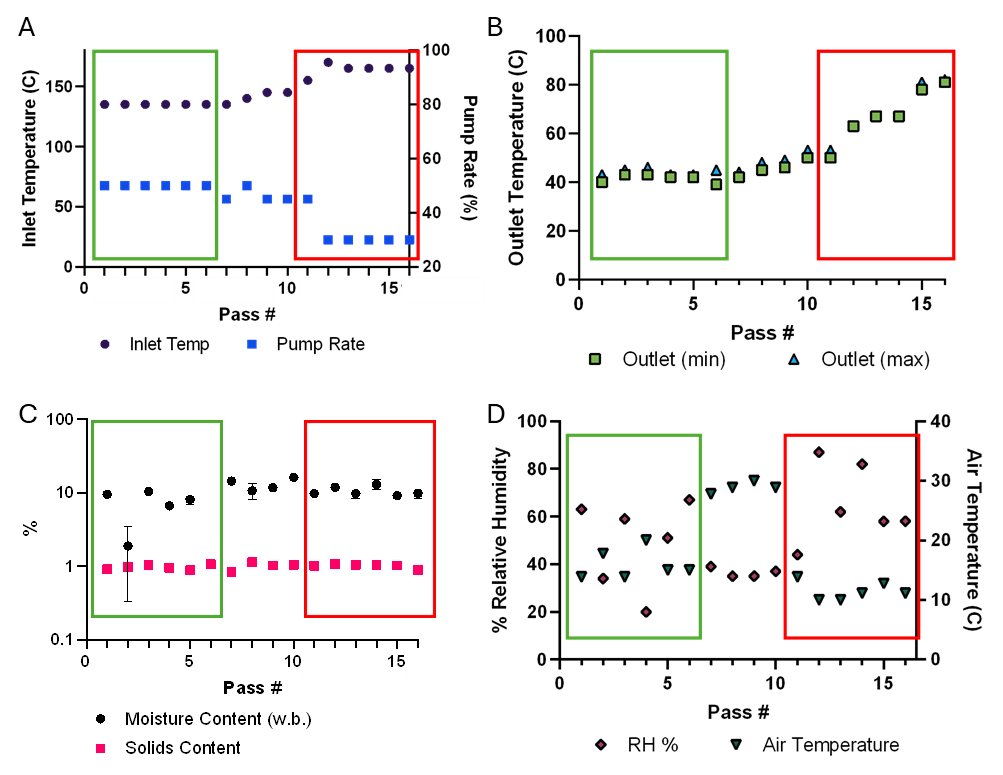 A
Inlet Temperature (C)
150
100
50
0
0
5
10
15
100
80
60
40
20
Pump Rate (%)
Pass #
Inlet Temp
Pump Rate
B
Outlet Temperature (C)
100
80
60
40
20
0
0
5
10
15
Pass #
Outlet (min)
Outlet (max)
C
%
100
10
1
0.1
0
5
10
15
Pass #
Moisture Content (w.b.)
Solids Content
D
% Relative Humidity
100
80
60
40
20
0
0
5
10
15
40
30
20
10
0
Air Temperature (C)
Pass #
RH %
Air Temperature